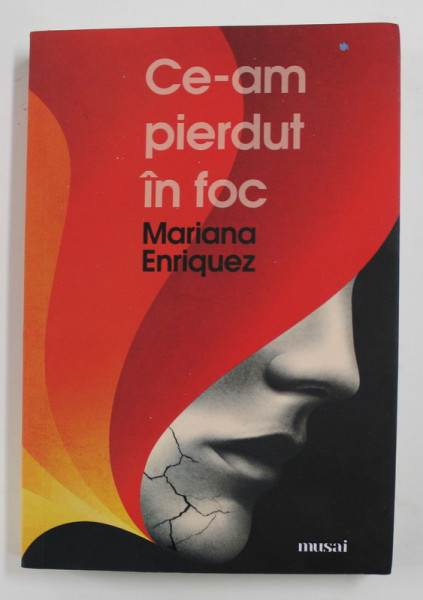 Ce-am
pierdut
în foc
Mariana
Enriquez
musai